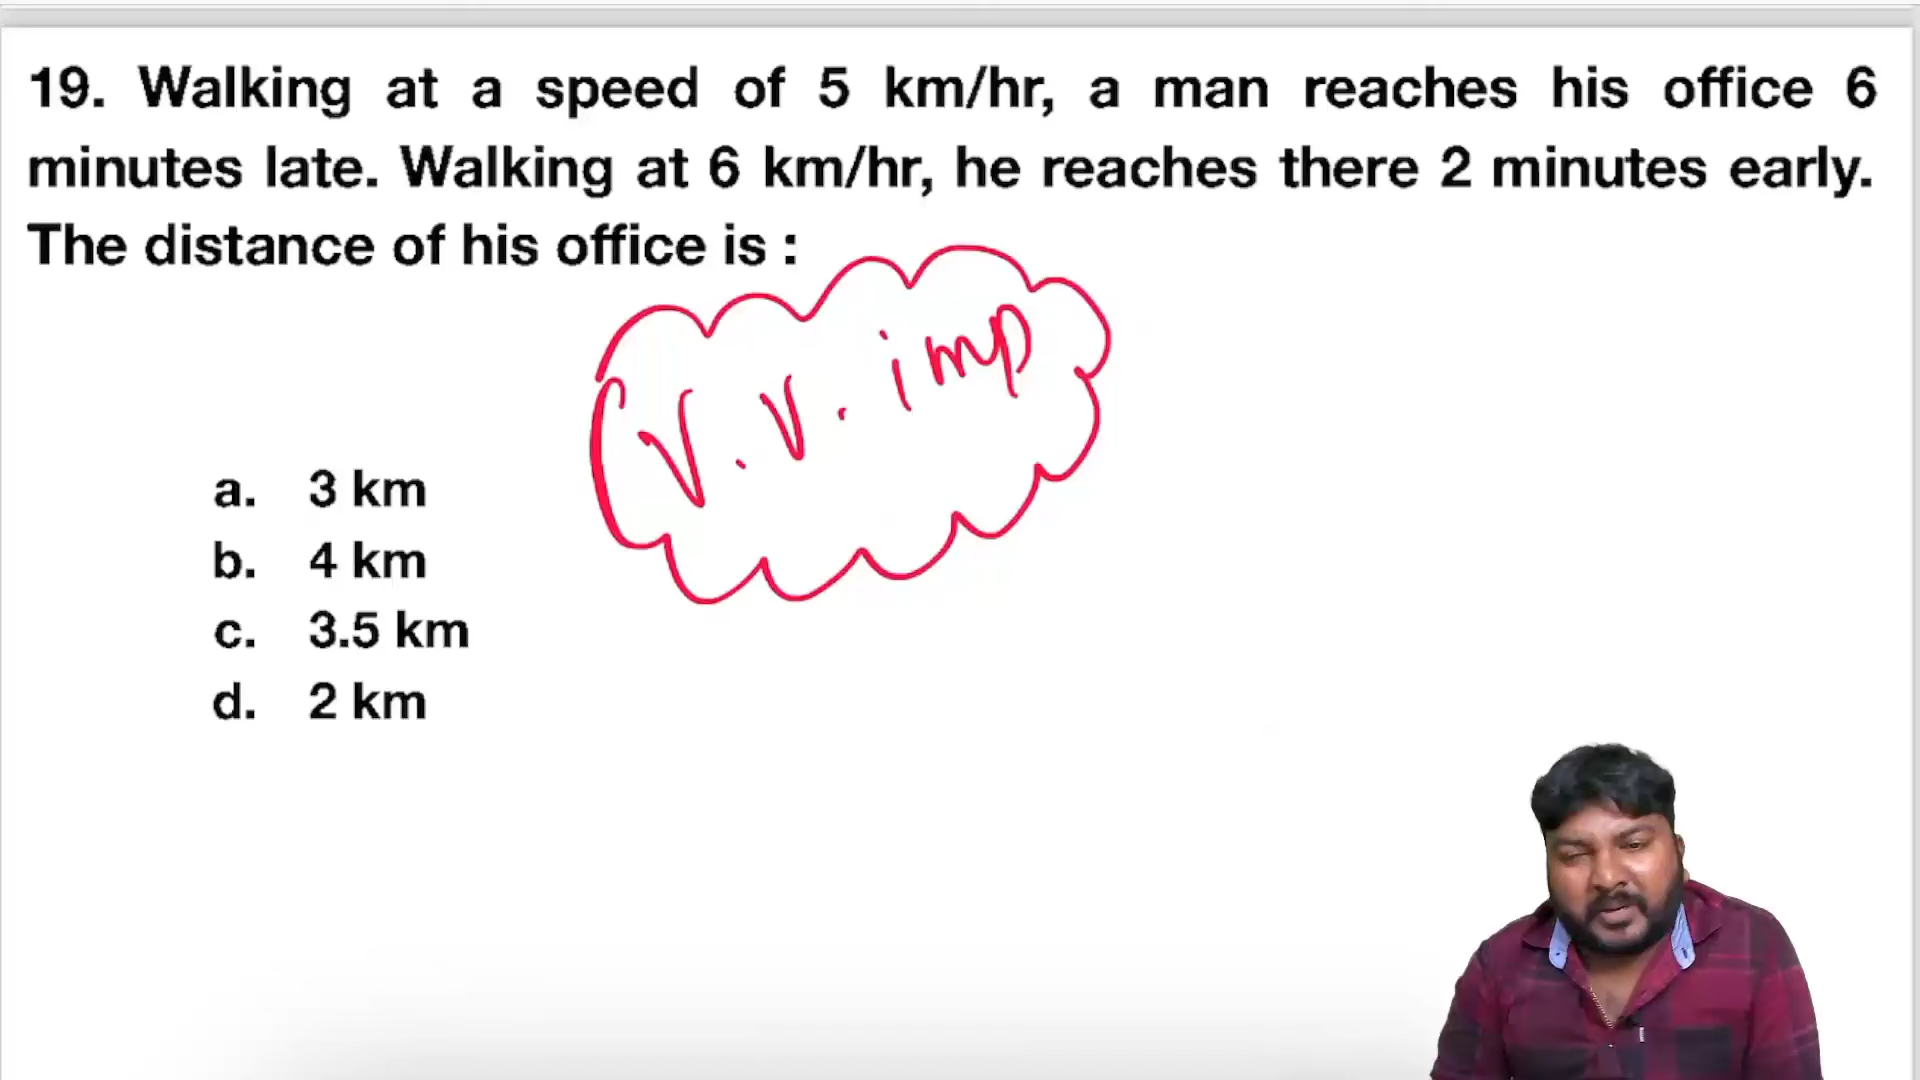 19. Walking at a speed of 5 km/hr, a man reaches his office 6
minutes late. Walking at 6 km/hr, he reaches there 2 minutes early.
The distance of his office is :
V.V. imp
a. 3 km
b. 4 km
c. 3.5 km
d. 2 km